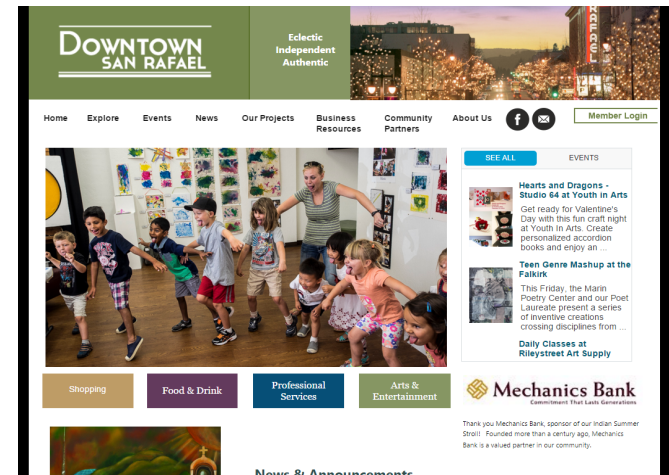 DOWNTOWN
SAN RAFAEL
Eclectic
Independent
Authentic
RAFAEL
Home
Explore
Events
News
Our Projects
Business
Resources
Community
Partners
About Us
f
Member Login
SEE ALL
EVENTS
Hearts and Dragons -
Studio 64 at Youth in Arts
Get ready for Valentine's
Day with this fun craft night
at Youth In Arts. Create
personalized accordion
books and enjoy an ...
Teen Genre Mashup at the
Falkirk
This Friday, the Marin
Poetry Center and our Poet
Laureate present a series
of inventive creations
crossing disciplines from ...
Daily Classes at
Rileystreet Art Supply
Shopping
Food & Drink
Professional
Services
Arts &
Entertainment
Mechanics Bank
Commitment That Lasts Generations
Thank you Mechanics Bank, sponsor of our Indian Summer
Stroll! Founded more than a century ago, Mechanics
Bank is a valued partner in our community.
News & Announcements